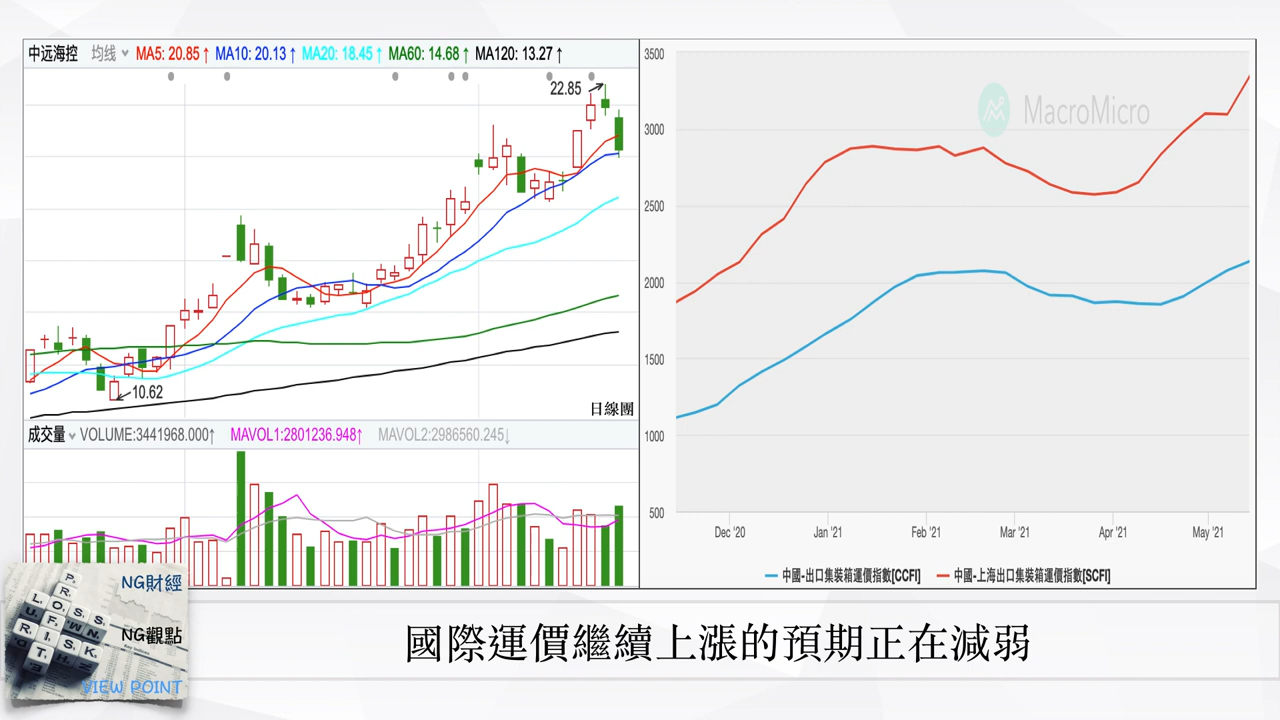 中远海控 均线 MA5: 20.85↑ MA10: 20.13↑ MA20: 18.45↑ MA60: 14.68↑ MA120: 13.27↑
22.85
10.62
日線圖
成交量 VOLUME:3441968.000↑ MAVOL1:2801236.948↑ MAVOL2:2986560.245↓
MacroMicro
3500
3000
2500
2000
1500
1000
500
Dec '20 Jan '21 Feb '21 Mar '21 Apr '21 May '21
中國-出口集裝箱運價指數[CCFI] 中國-上海出口集裝箱運價指數[SCFI]
NG財經
NG觀點
VIEW POINT
國際運價繼續上漲的預期正在減弱